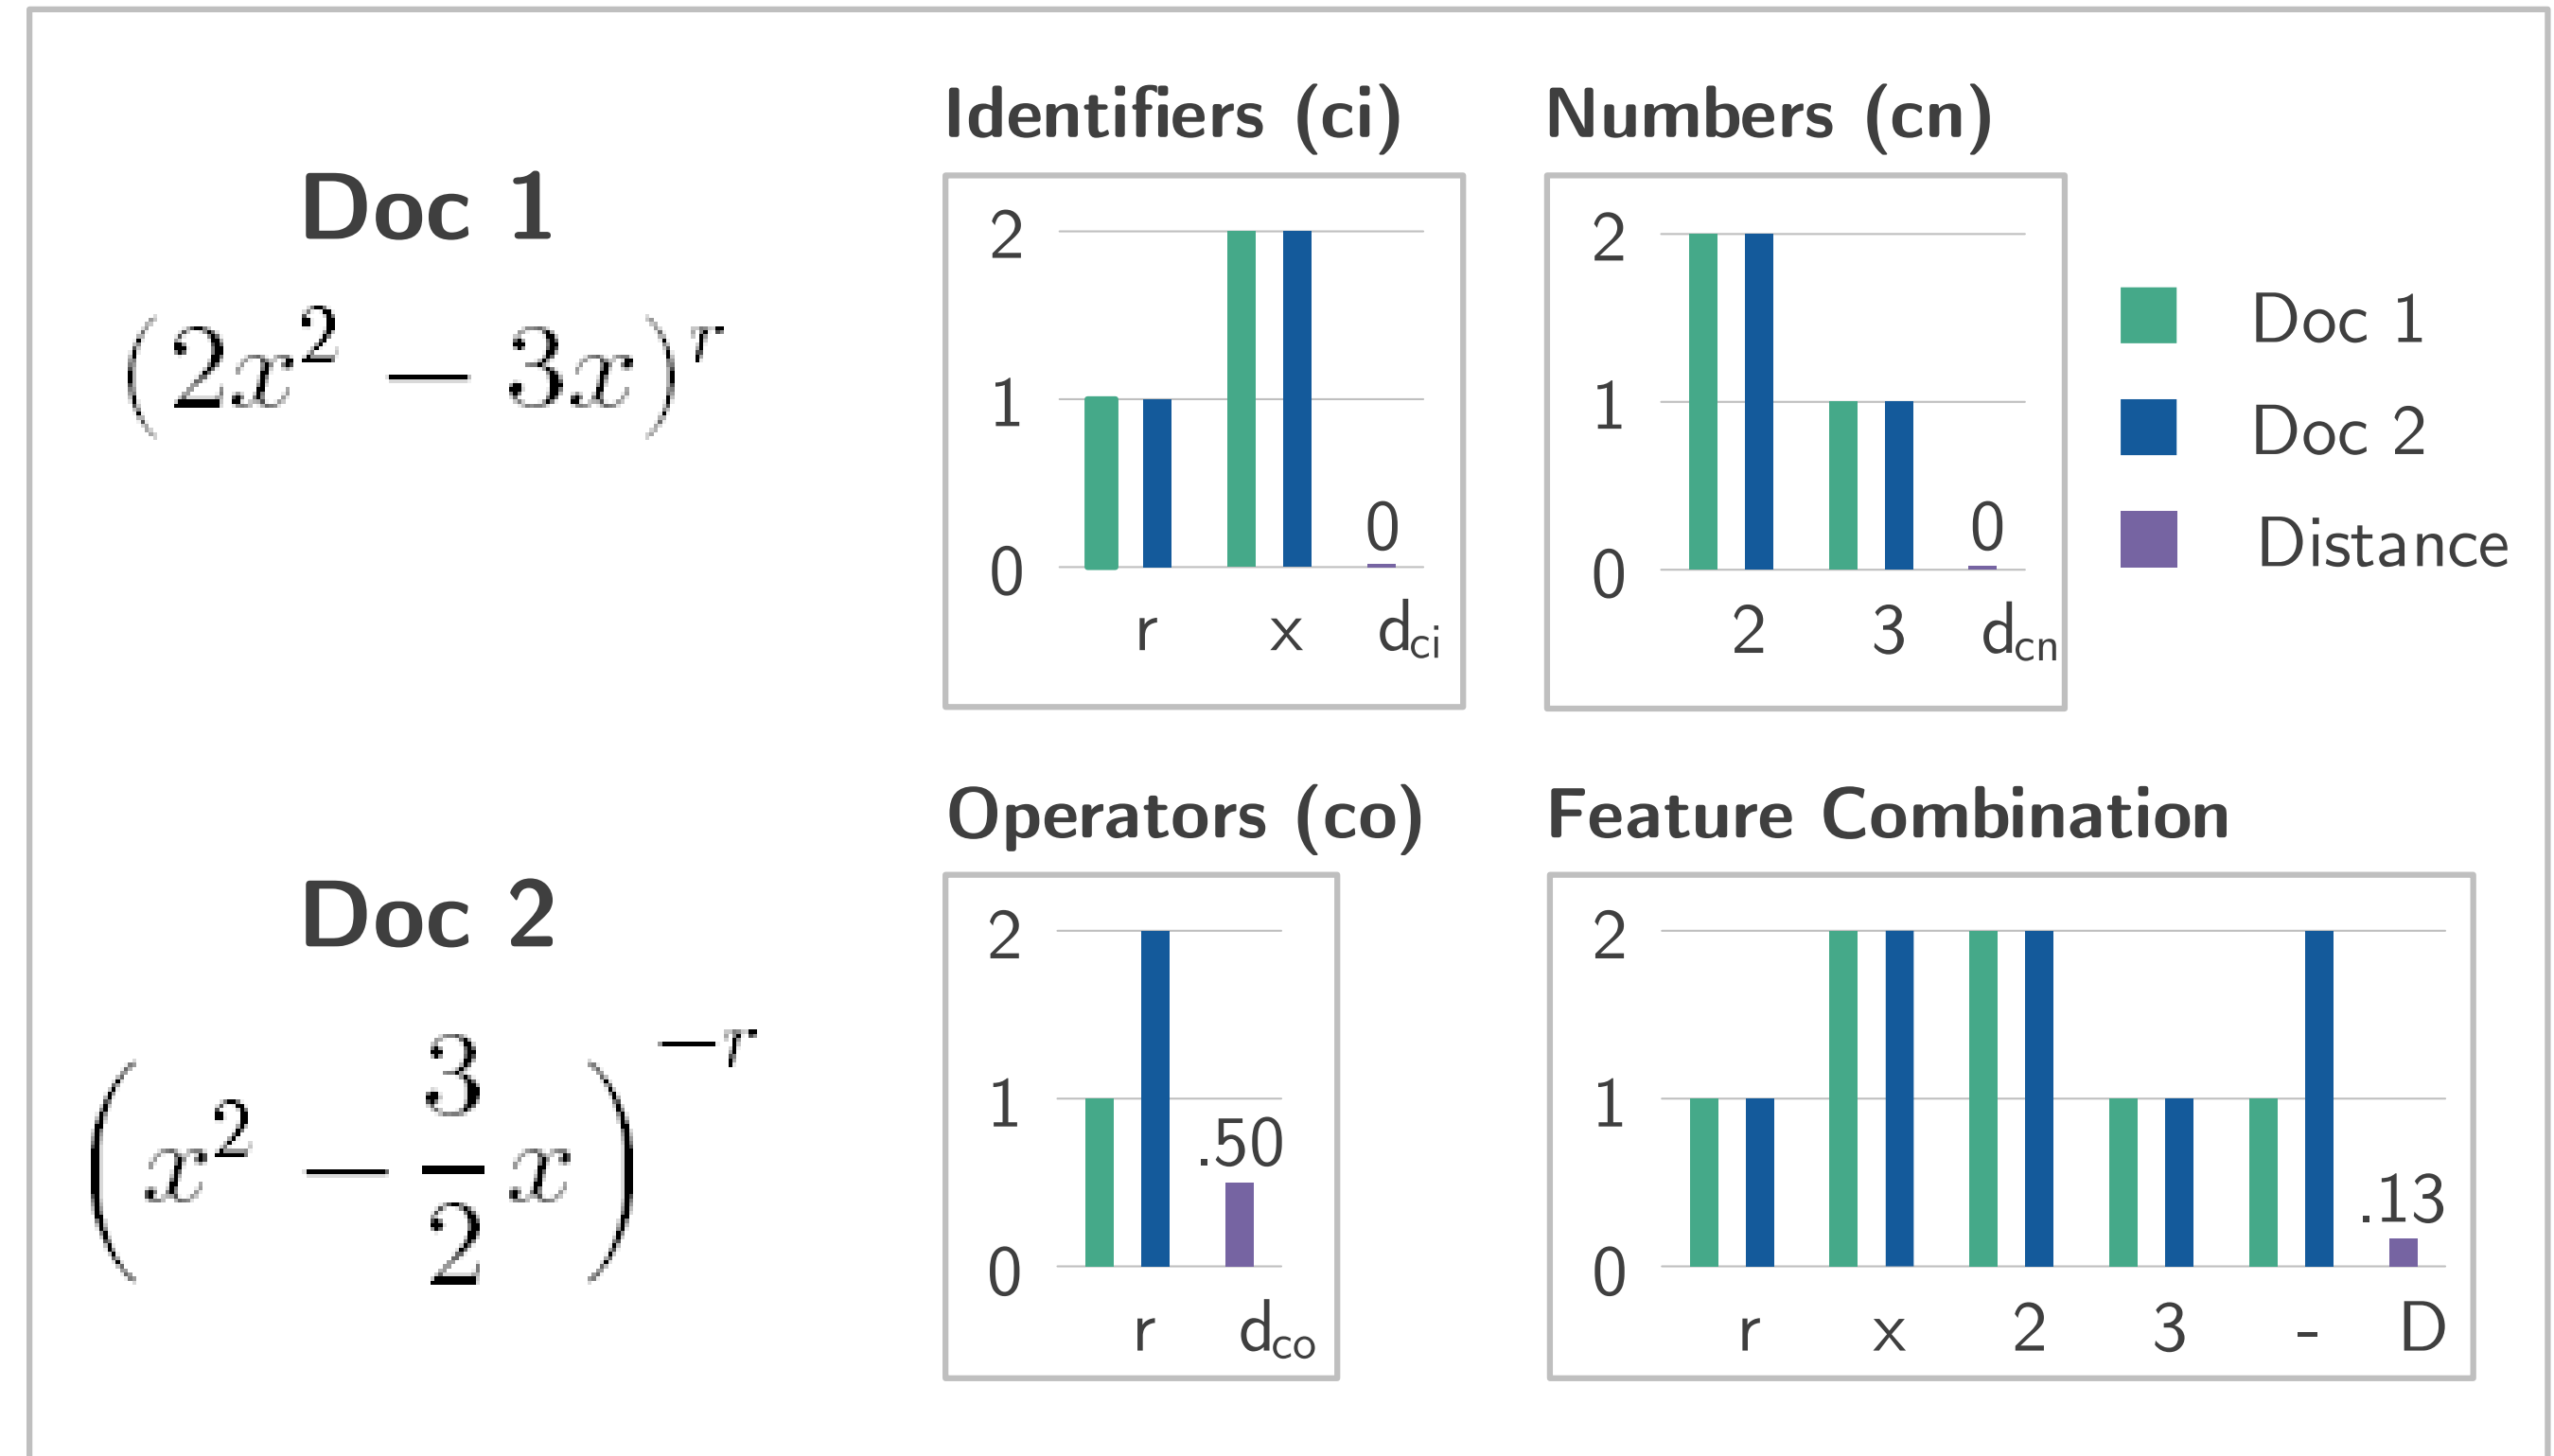 Doc 1
(2x² − 3x)ʳ
Identifiers (ci)
2
1
0
0
r x d_ci
Numbers (cn)
2
1
0
0
2 3 d_cn
Doc 1
Doc 2
Distance
Doc 2
(x² − 3/2 x)⁻ʳ
Operators (co)
2
1
.50
0
r d_co
Feature Combination
2
1
.13
0
r x 2 3 - D